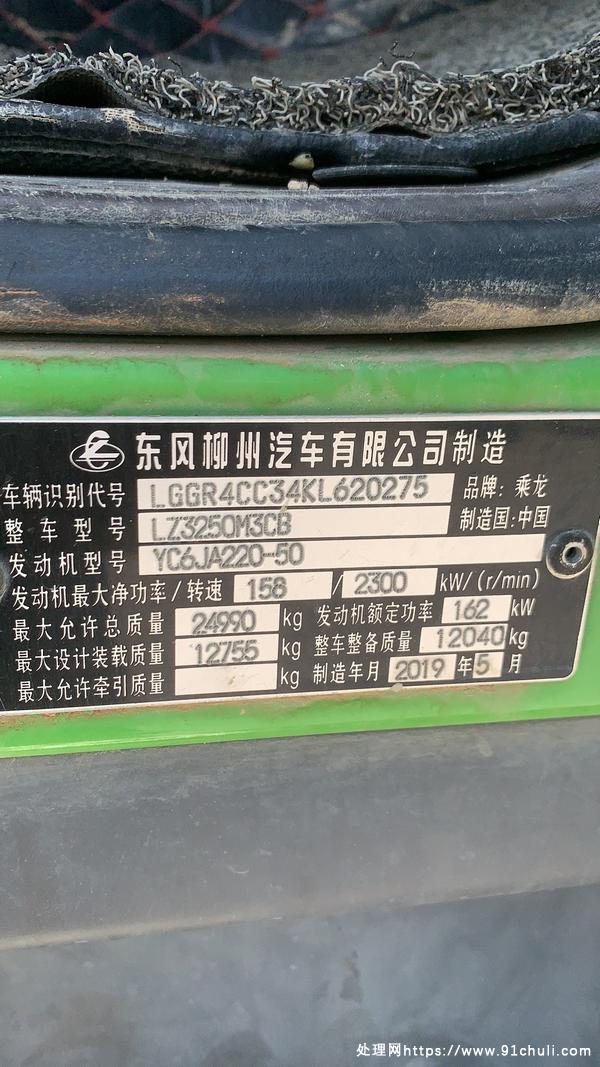 东风柳州汽车有限公司制造
车辆识别代号 LGGR4CC34KL620275 品牌: 乘龙
整车型号 LZ3250M3CB 制造国:中国
发动机型号 YC6JA220-50
发动机最大净功率/转速 158 / 2300 kW/(r/min)
最大允许总质量 24990 kg 发动机额定功率 162 kW
最大设计装载质量 12755 kg 整车整备质量 12040 kg
最大允许牵引质量 kg 制造年月 2019 年 5 月
处理网https://www.91chuli.com